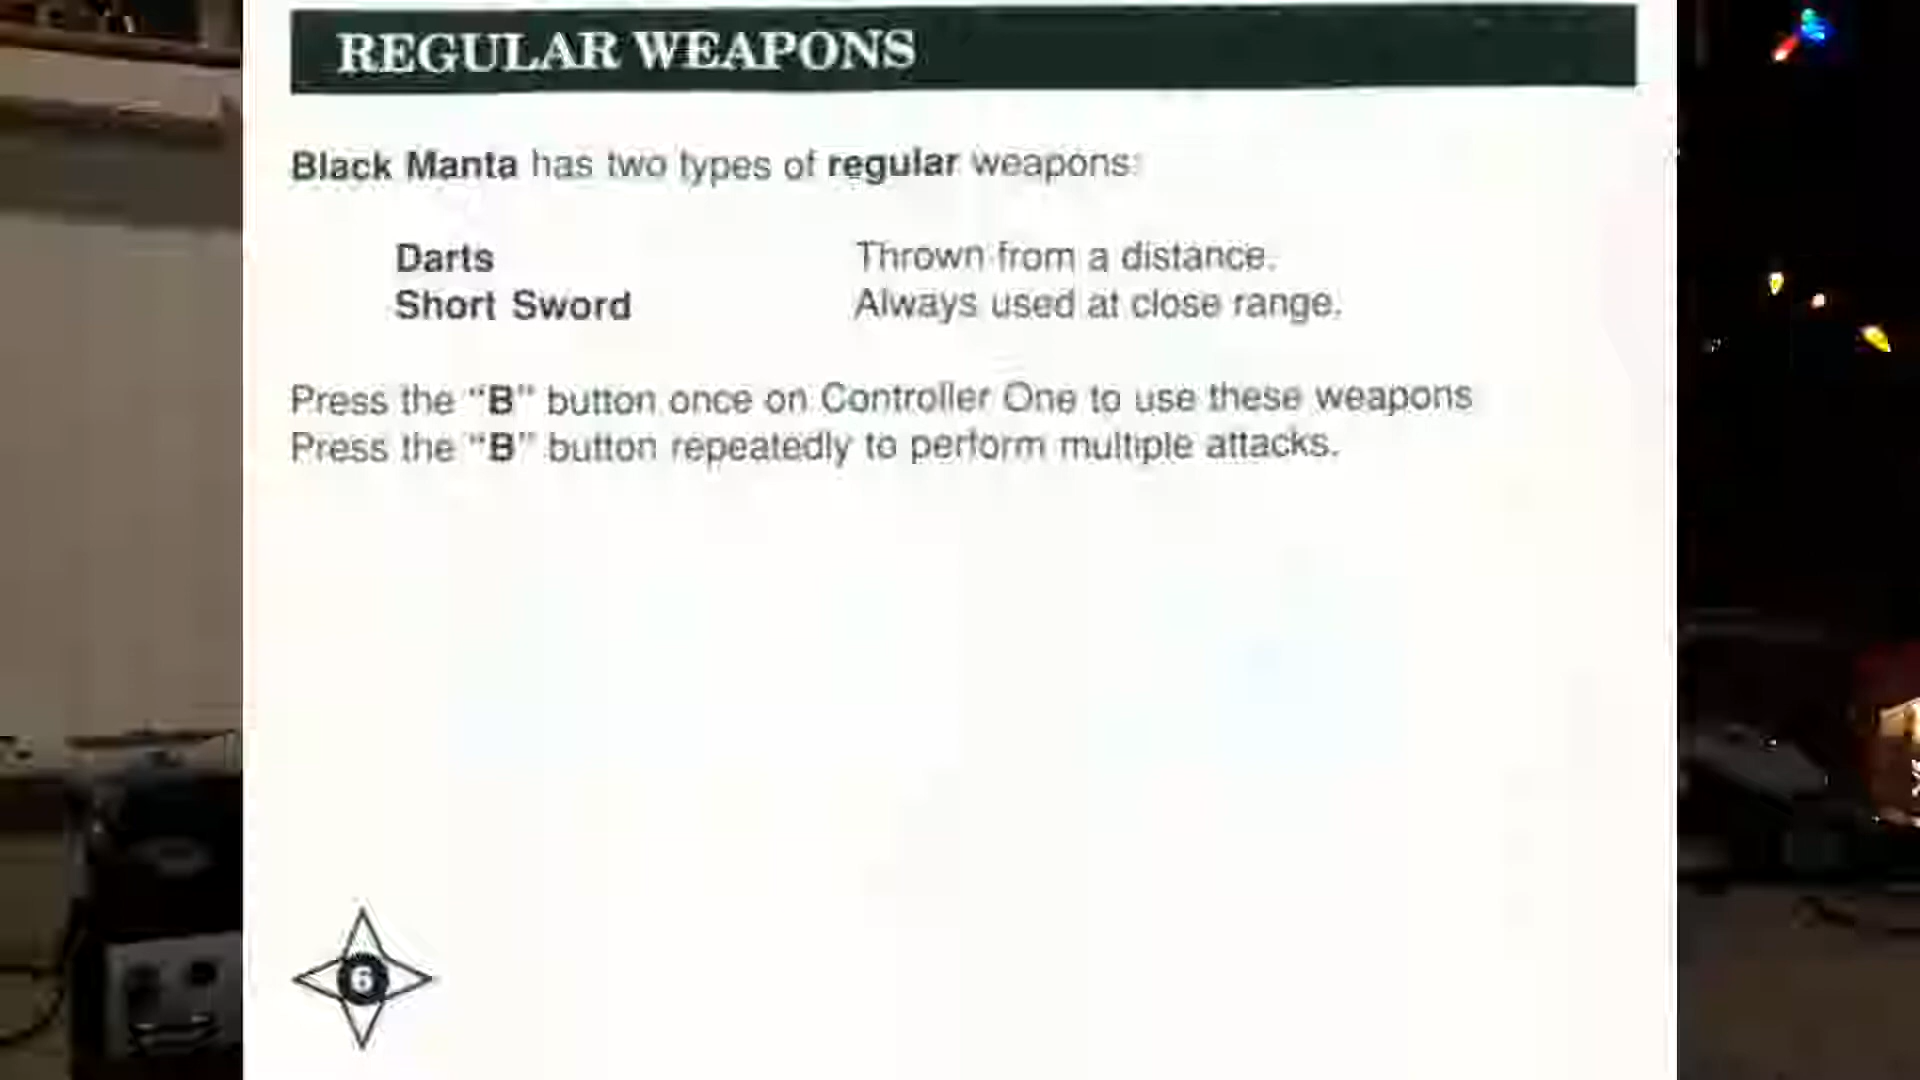 REGULAR WEAPONS
Black Manta has two types of regular weapons:
Darts Thrown from a distance.
Short Sword Always used at close range.
Press the "B" button once on Controller One to use these weapons
Press the "B" button repeatedly to perform multiple attacks.
6